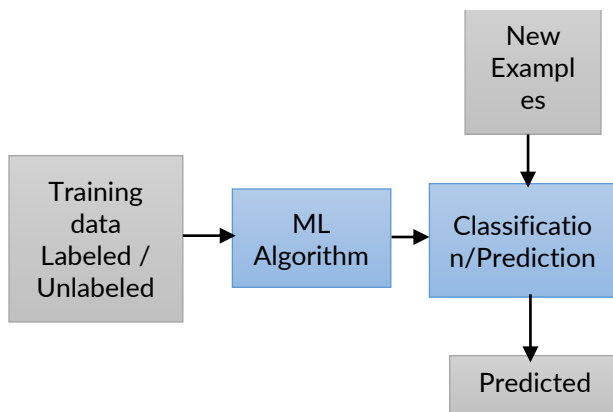 New
Exampl
es
Training
data
Labeled /
Unlabeled
ML
Algorithm
Classificatio
n/Prediction
Predicted